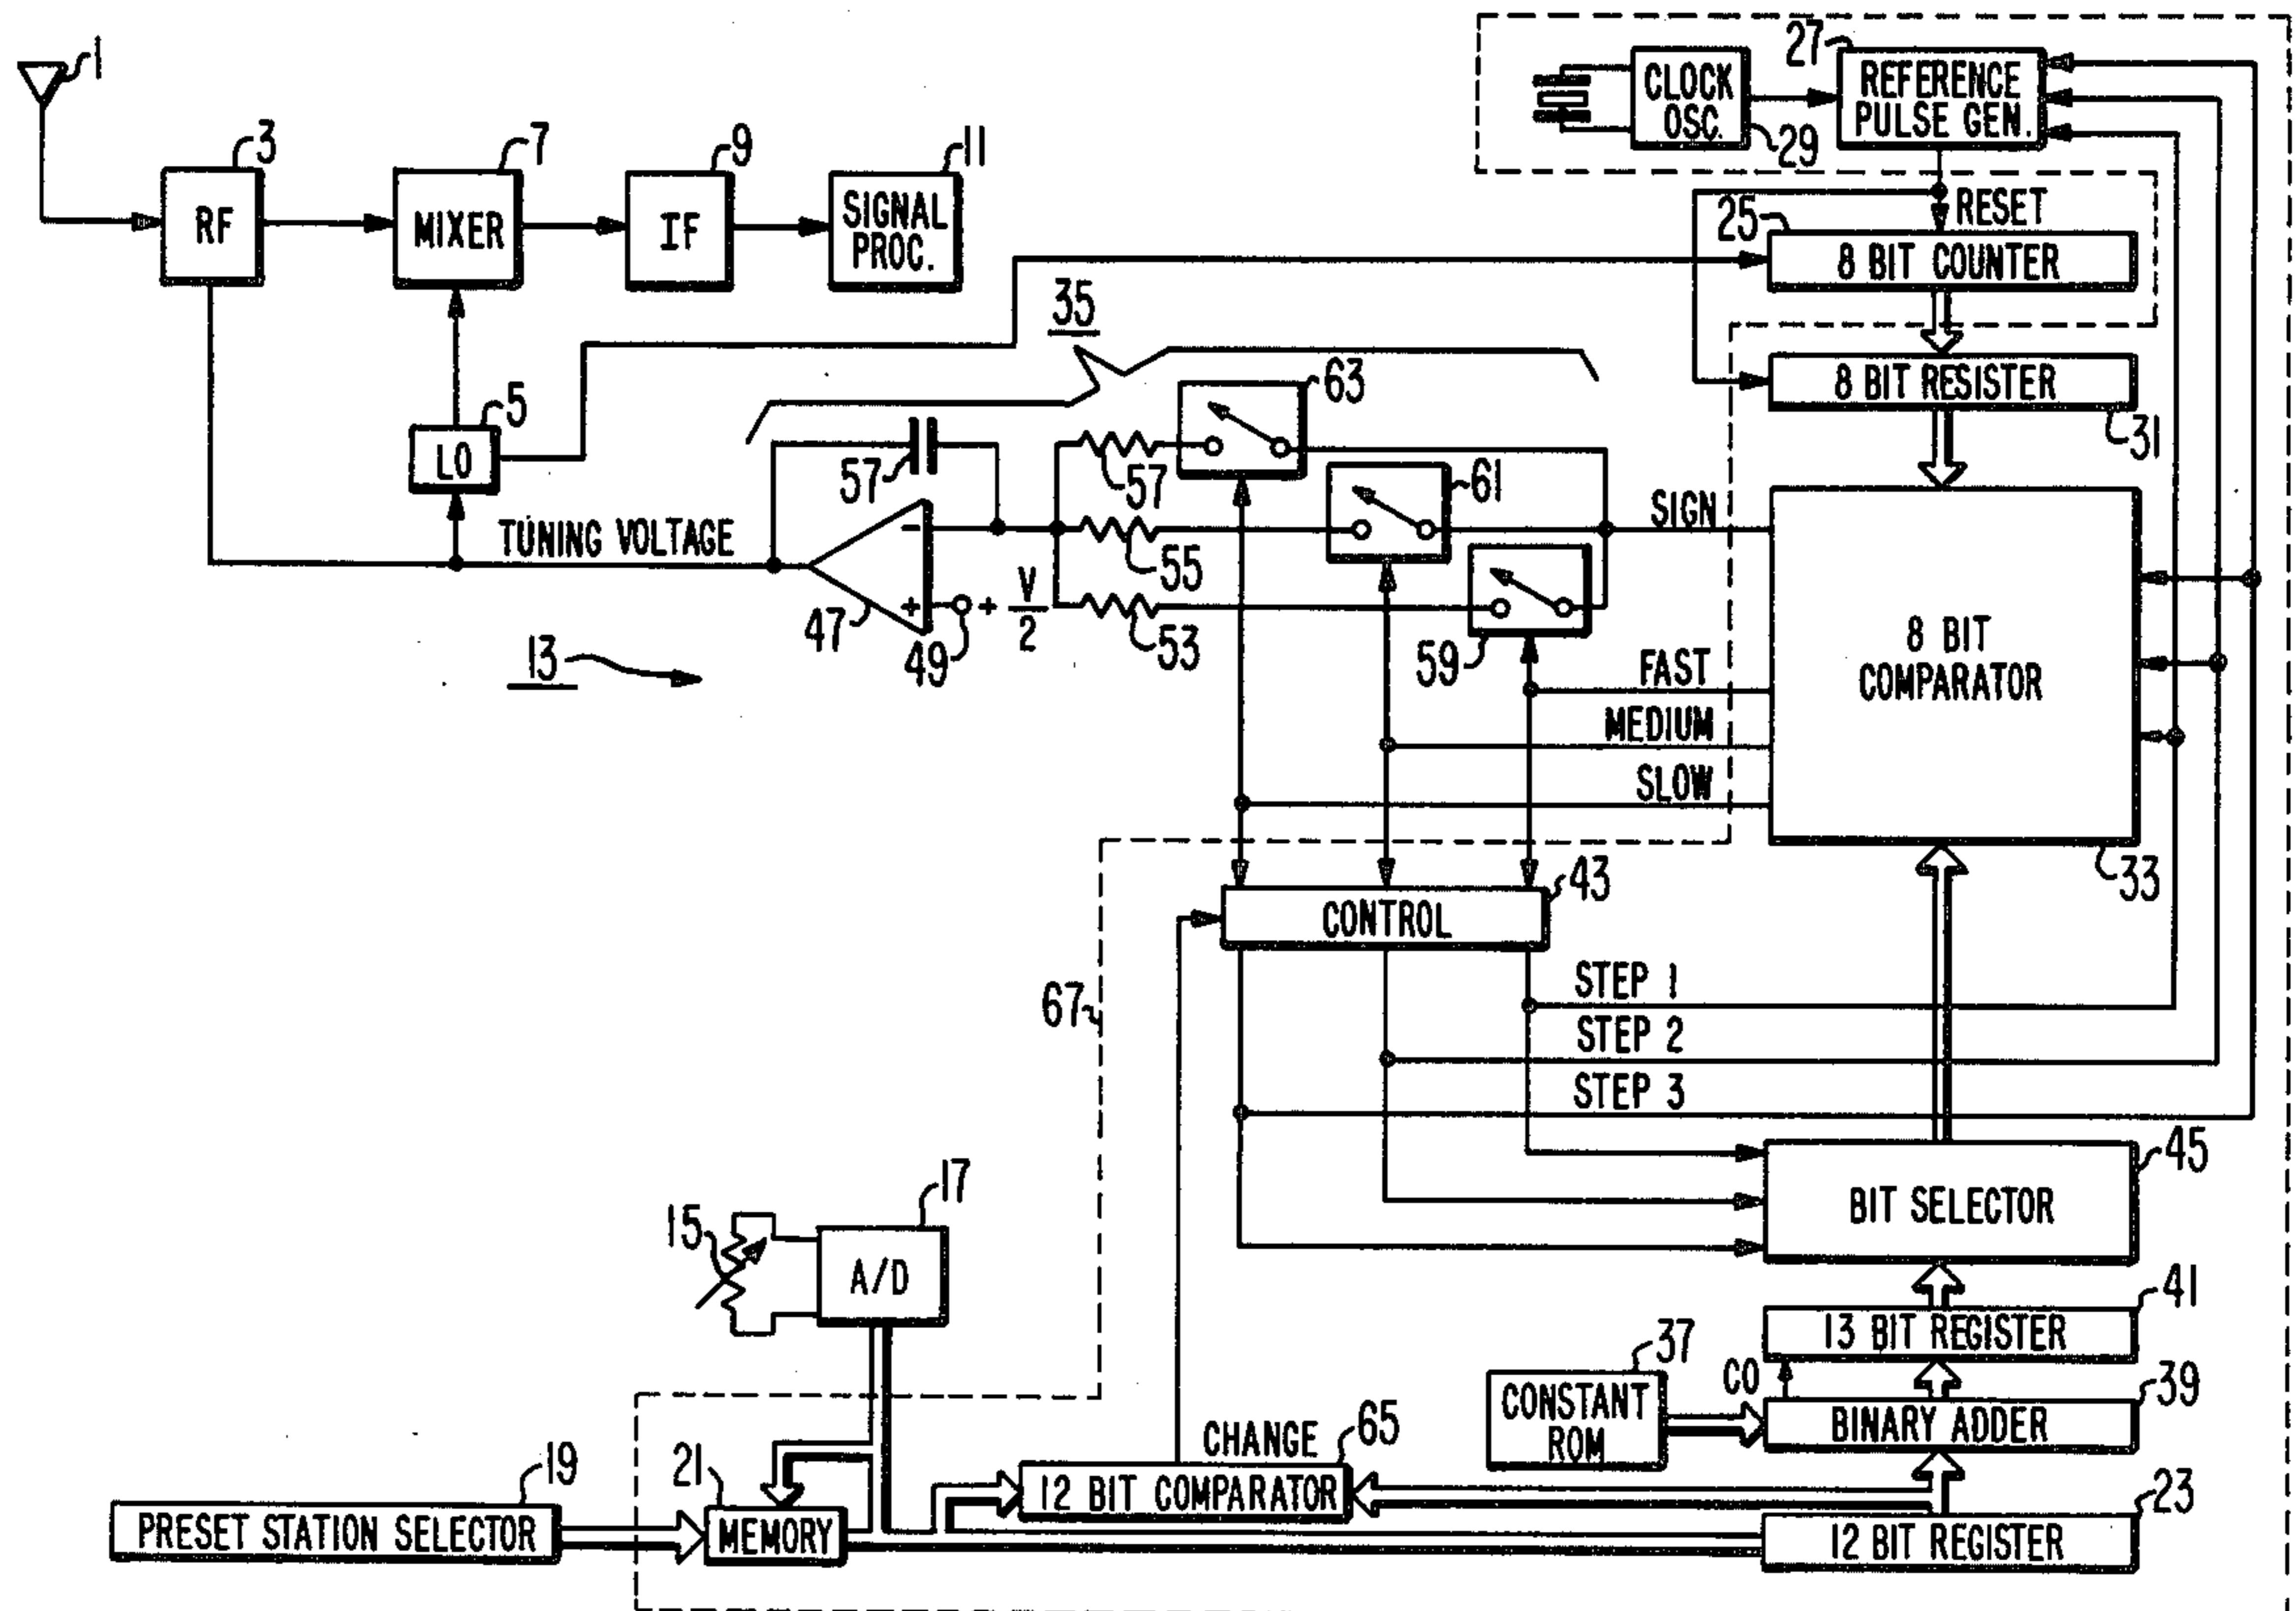 1
27
REFERENCE
PULSE GEN.
CLOCK
OSC.
29
3
7
9
11
RF
MIXER
IF
SIGNAL
PROC.
RESET
25
8 BIT COUNTER
35
63
8 BIT RESISTER
31
5
LO
57
57
61
SIGN
TUNING VOLTAGE
-
55
47
+
+ V/2
49
53
59
8 BIT
COMPARATOR
13
FAST
MEDIUM
SLOW
33
43
CONTROL
67
STEP 1
STEP 2
STEP 3
45
BIT SELECTOR
17
15
A/D
41
13 BIT REGISTER
37
CO
39
CONSTANT
ROM
BINARY ADDER
CHANGE
65
19
21
12 BIT COMPARATOR
23
PRESET STATION SELECTOR
MEMORY
12 BIT REGISTER